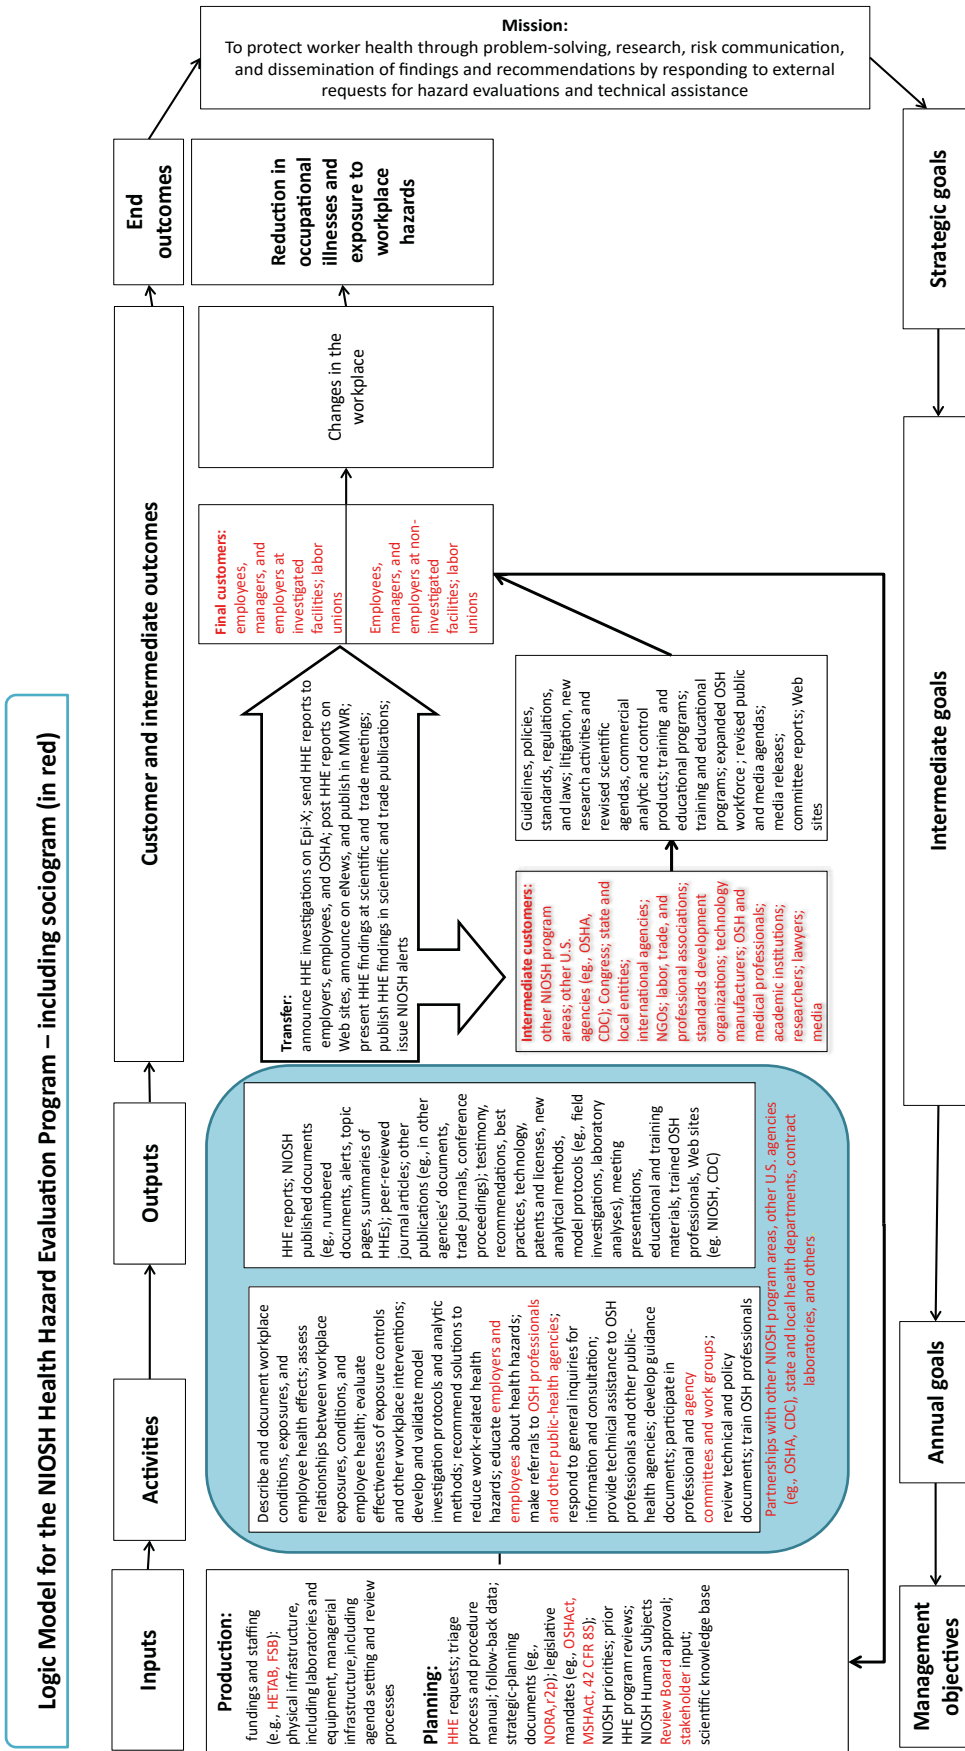 Logic Model for the NIOSH Health Hazard Evaluation Program – including sociogram (in red)
Inputs
Activities
Outputs
Customer and intermediate outcomes
End
outcomes
Mission:
To protect worker health through problem-solving, research, risk communication,
and dissemination of findings and recommendations by responding to external
requests for hazard evaluations and technical assistance
Production:
funding and staffing
(e.g., HETAB, FSB):
physical infrastructure,
including laboratories and
equipment, managerial
infrastructure,including
agenda setting and review
processes
Planning:
HHE requests; triage
process and procedure
manual; follow-back data;
strategic-planning
documents (eg.,
NORA,r2p); legislative
mandates (eg., OSHAct,
MSHAct, 42 CFR 8S);
NIOSH priorities; prior
HHE program reviews;
NIOSH Human Subjects
Review Board approval;
stakeholder input;
scientific knowledge base
Describe and document workplace
conditions, exposures, and
employee health effects; assess
relationships between workplace
exposures, conditions, and
employee health; evaluate
effectiveness of exposure controls
and other workplace interventions;
develop and validate model
investigation protocols and analytic
methods; recommend solutions to
reduce work-related health
hazards; educate employers and
employees about health hazards;
make referrals to OSH professionals
and other public-health agencies;
respond to general inquiries for
information and consultation;
provide technical assistance to OSH
professionals and other public-
health agencies; develop guidance
documents; participate in
professional and agency
committees and work groups;
review technical and policy
documents; train OSH professionals
HHE reports; NIOSH
published documents
(eg., numbered
documents, alerts, topic
pages, summaries of
HHEs); peer-reviewed
journal articles; other
publications (eg., in other
agencies' documents,
trade journals, conference
proceedings); testimony,
recommendations, best
practices, technology,
patents and licenses, new
analytical methods,
model protocols (eg., field
investigations, laboratory
analyses), meeting
presentations,
educational and training
materials, trained OSH
professionals, Web sites
(eg. NIOSH, CDC)
Partnerships with other NIOSH program areas, other U.S. agencies
(eg., OSHA, CDC), state and local health departments, contract
laboratories, and others
Transfer:
announce HHE investigations on Epi-X; send HHE reports to
employers, employees, and OSHA; post HHE reports on
Web sites, announce on eNews, and publish in MMWR;
present HHE findings at scientific and trade meetings;
publish HHE findings in scientific and trade publications;
issue NIOSH alerts
Intermediate customers:
other NIOSH program
areas; other U.S.
agencies (eg., OSHA,
CDC); Congress; state and
local entities;
international agencies;
NGOs; labor, trade, and
professional associations;
standards development
organizations; technology
manufacturers; OSH and
medical professionals;
academic institutions;
researchers; lawyers;
media
Guidelines, policies,
standards, regulations,
and laws; litigation, new
research activities and
rewised scientific
agendas, commercial
analytic and control
products; training and
educational programs;
training and educational
programs; expanded OSH
workforce ; revised public
and media agendas;
media releases;
committee reports; Web
sites
Final customers:
employees,
managers, and
employers at
investigated
facilities; labor
unions
Employees,
managers, and
employers at non-
investigated
facilities; labor
unions
Changes in the
workplace
Reduction in
occupational
illnesses and
exposure to
workplace
hazards
Management
objectives
Annual goals
Intermediate goals
Strategic goals